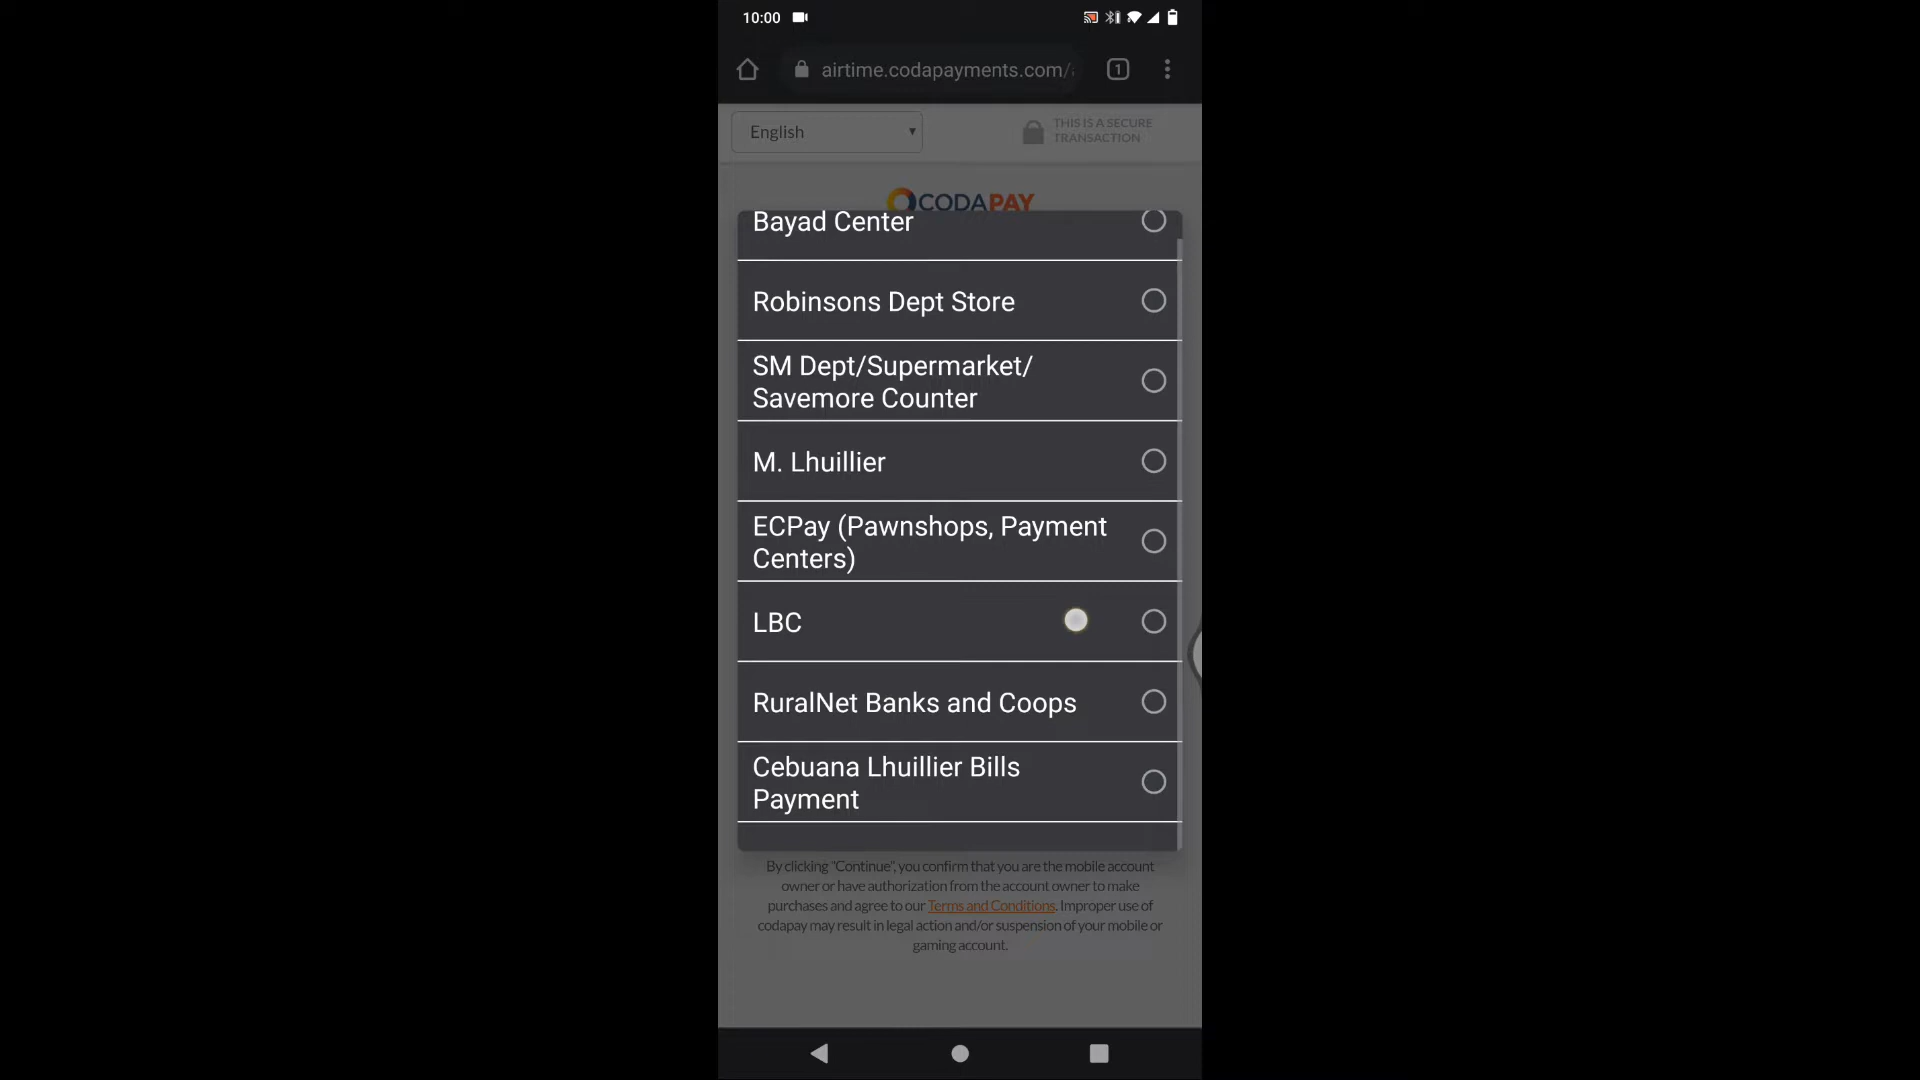 10:00
airtime.codapayments.com/
1
English
THIS IS A SECURE
TRANSACTION
CODAPAY
Bayad Center
Robinsons Dept Store
SM Dept/Supermarket/
Savemore Counter
M. Lhuillier
ECPay (Pawnshops, Payment
Centers)
LBC
RuralNet Banks and Coops
Cebuana Lhuillier Bills
Payment
By clicking "Continue", you confirm that you are the mobile account
owner or have authorization from the account owner to make
purchases and agree to our Terms and Conditions. Improper use of
codapay may result in legal action and/or suspension of your mobile or
gaming account.